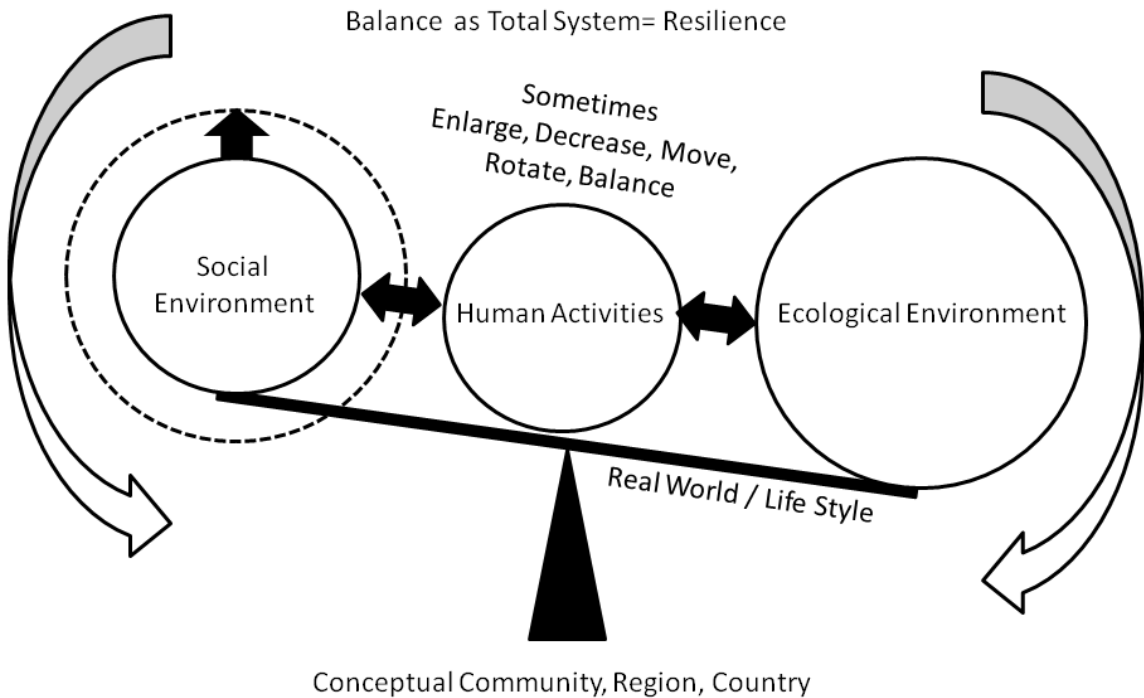 Balance as Total System= Resilience
Sometimes
Enlarge, Decrease, Move,
Rotate, Balance
Social
Environment
Human Activities
Ecological Environment
Real World / Life Style
Conceptual Community, Region, Country